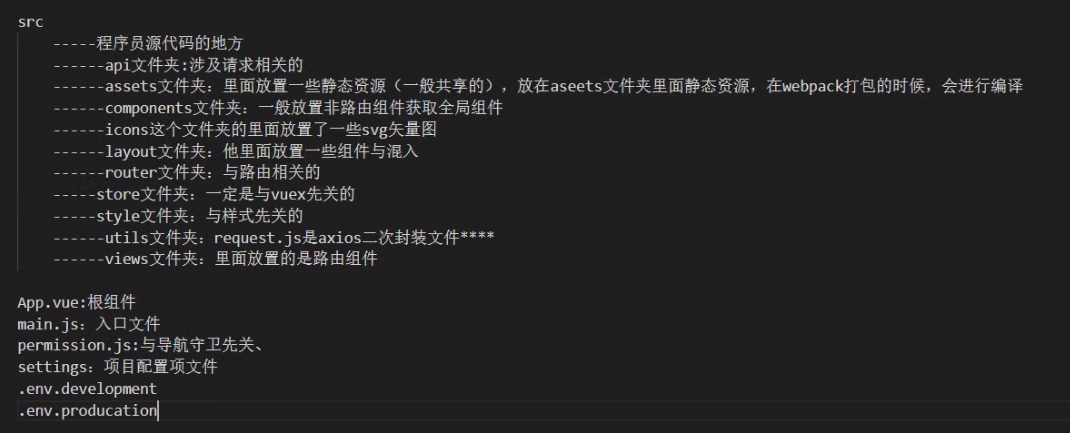 src
-----程序员源代码的地方
------api文件夹:涉及请求相关的
------assets文件夹：里面放置一些静态资源（一般共享的），放在aseets文件夹里面静态资源，在webpack打包的时候，会进行编译
------components文件夹：一般放置非路由组件获取全局组件
------icons这个文件夹的里面放置了一些svg矢量图
------layout文件夹：他里面放置一些组件与混入
------router文件夹：与路由相关的
-----store文件夹：一定是与vuex先关的
-----style文件夹：与样式先关的
------utils文件夹：request.js是axios二次封装文件****
------views文件夹：里面放置的是路由组件
App.vue:根组件
main.js：入口文件
permission.js:与导航守卫先关、
settings：项目配置项文件
.env.development
.env.producation